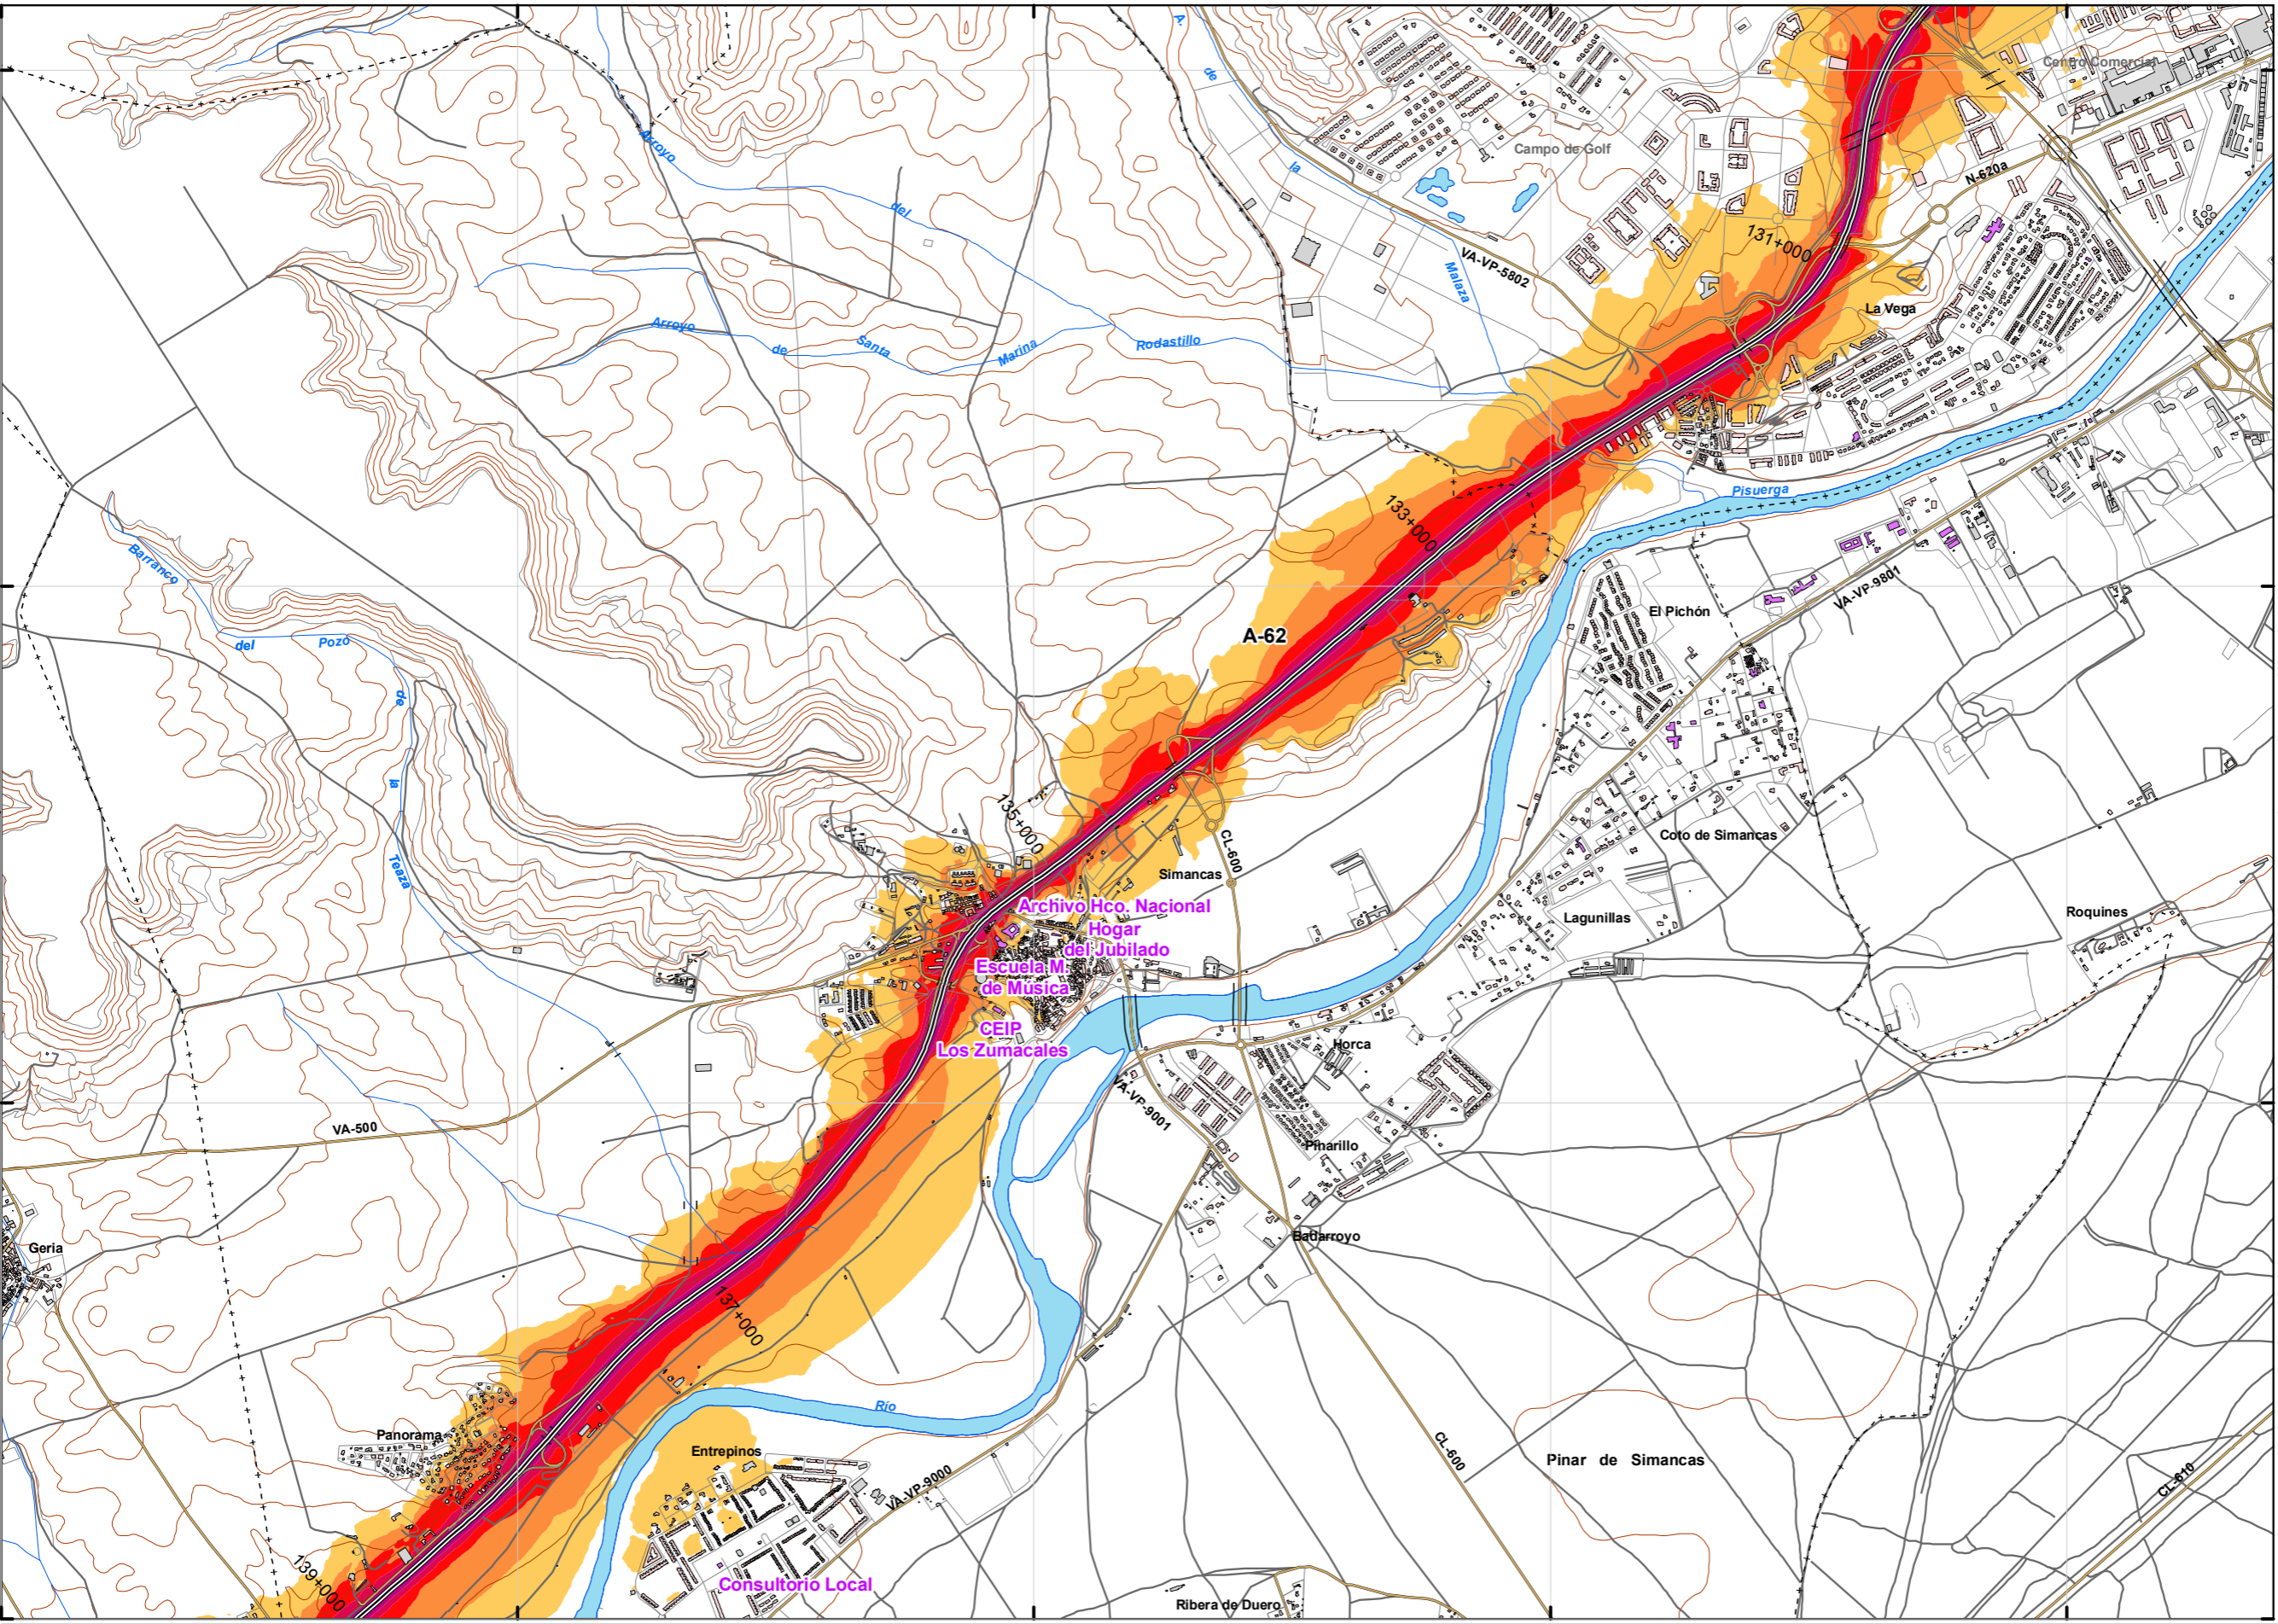 A.
de
la
Malaza
Centro Comercial
Campo de Golf
N-620a
131+000
VA-VP-5802
La Vega
Arroyo
del
Arroyo
de
Santa
Marina
Rodastillo
Pisuerga
133+000
El Pichón
VA-VP-9801
A-62
Barranco
del
Pozo
de
la
Teaza
135+000
CL-600
Simancas
Coto de Simancas
Archivo Hco. Nacional
Hogar
del Jubilado
Escuela M.
de Música
Lagunillas
Roquines
CEIP
Los Zumacales
Horca
VA-VP-9001
VA-500
Pinarillo
Badarroyo
Geria
137+000
Río
Panorama
Entrepinos
VA-VP-9000
CL-600
Pinar de Simancas
CL-610
139+000
Consultorio Local
Ribera de Duero